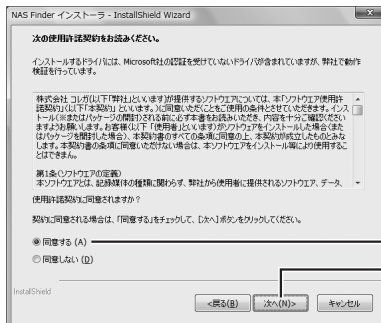 NAS Finder インストーラ - InstallShield Wizard
次の使用許諾契約をお読みください。
インストールするドライバは、Microsoft社の認証を受けていないドライバが含まれていますが、弊社で動作
検証を行っています。
株式会社 コレガ(以下「弊社」といいます)が提供するソフトウエアについては、本「ソフトウエア使用許
諾契約」(以下「本契約」といいます。)に同意いただくことをご使用の条件とさせていただきます。インス
トール(※またはパッケージの開封)される前に必ず本書をお読みいただき、内容を十分ご確認ください
ますようお願いします。お客様(以下「使用者」といいます)がソフトウェアをインストールした場合(また
はパッケージを開封した場合)、本契約書のすべての条項に同意の上、本契約が成立したものとみな
します。本契約書の条項に同意いただけない場合は、本ソフトウエアをインストール等により使用するこ
とはできません。
第1条(ソフトウエアの定義)
本ソフトウエアとは、記録媒体の種類に関わらず、弊社から使用者に提供されるソフトウエア、データ、
使用許諾契約に同意されますか?
契約に同意される場合は、「同意する」をチェックして、[次へ]ボタンをクリックしてください。
同意する (A)
同意しない (D)
InstallShield
<戻る(B)
次へ(N)>
キャンセル